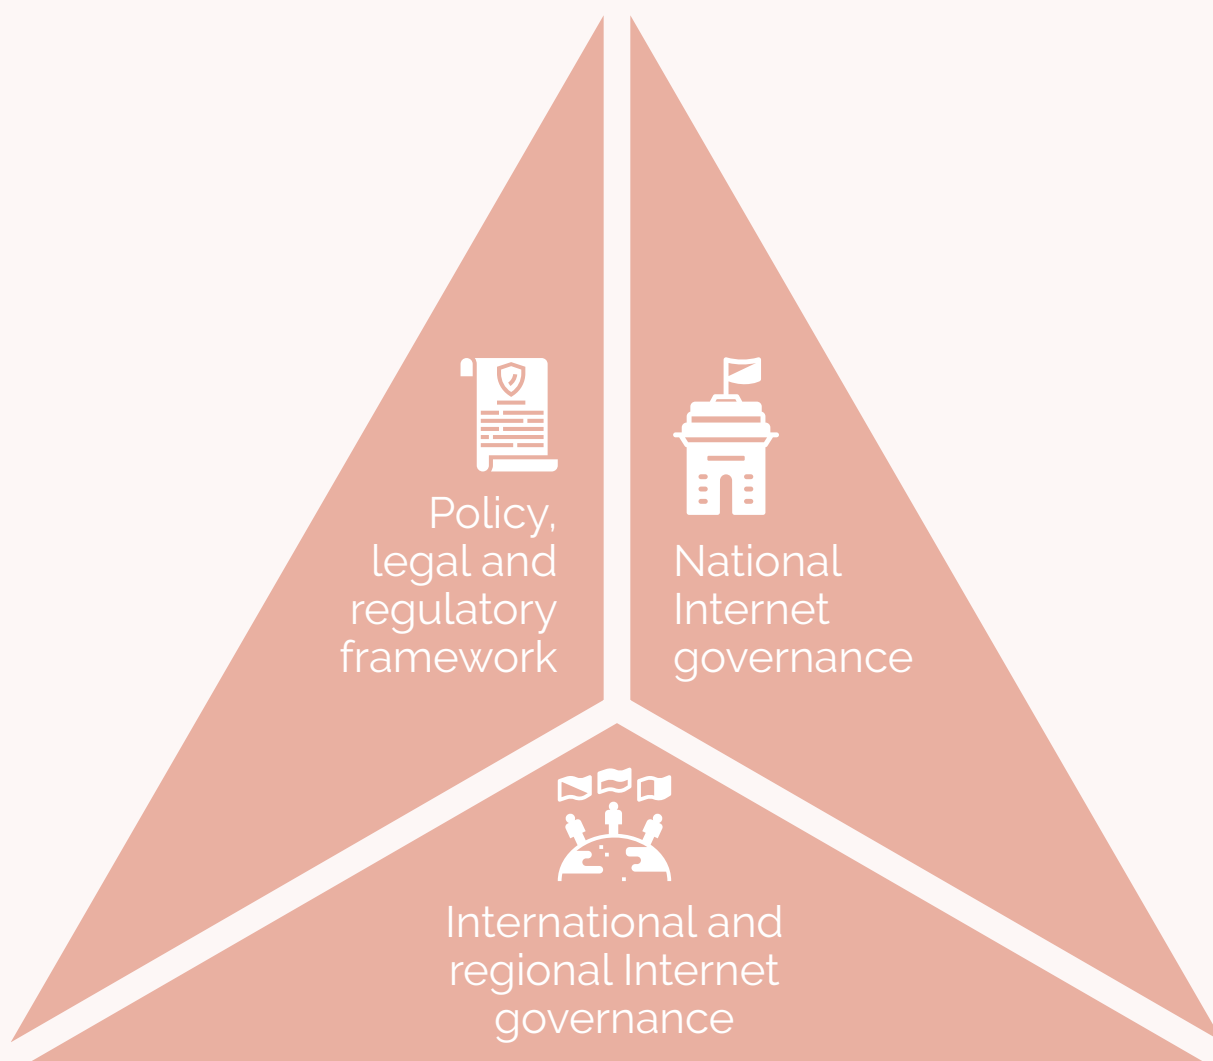 Policy,
legal and
regulatory
framework
National
Internet
governance
International and
regional Internet
governance